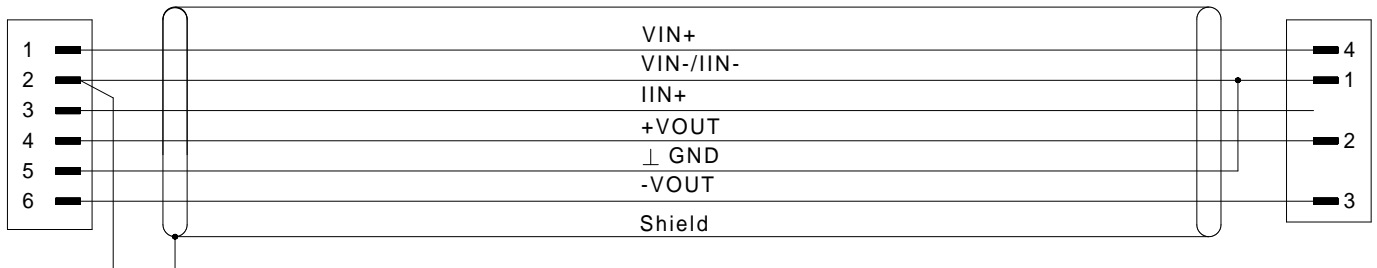 VIN+
1 4
VIN-/IIN-
2 1
IIN+
3
+VOUT
4 2
⊥ GND
5
-VOUT
6 3
Shield